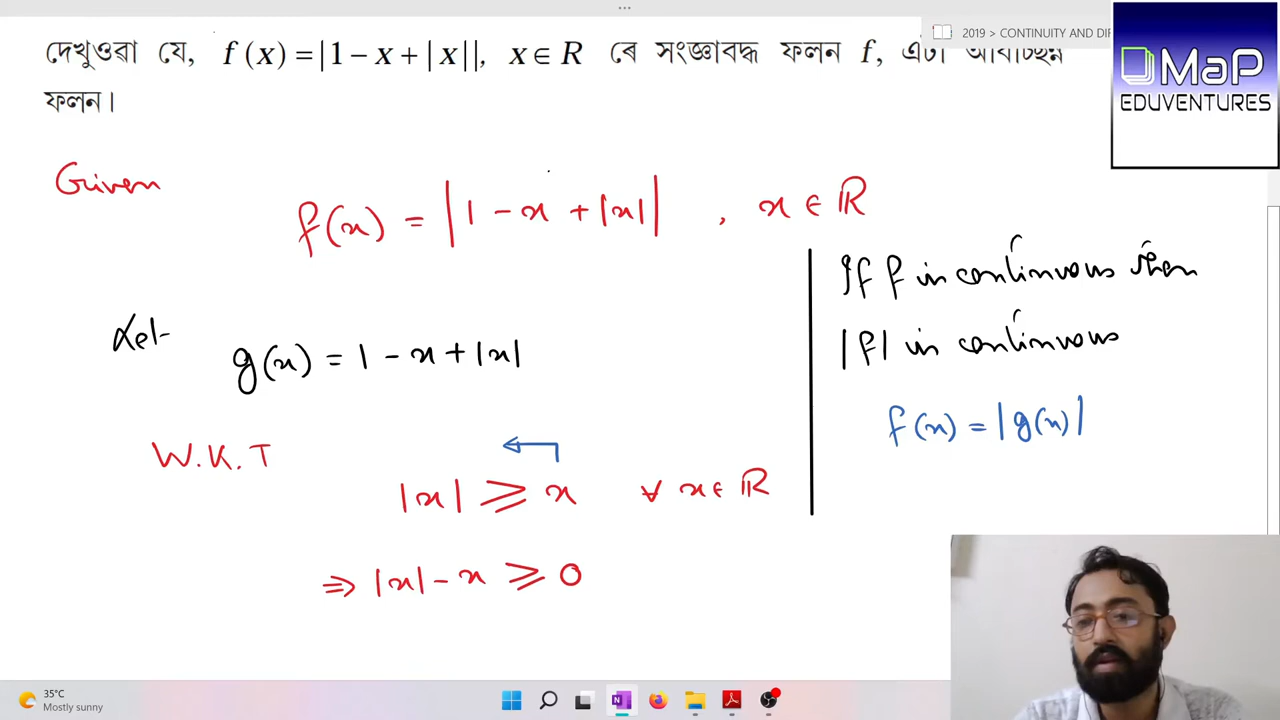 দেখুওৱা যে, f(x)=|1−x+|x||, x∈R ৰে সংজ্ঞাবদ্ধ ফলন f, এটা অবিচ্ছিন্ন
ফলন।
2019 > CONTINUITY AND DIF
MaP
EDUVENTURES
Given
f(x) = |1 - x + |x|| , x ∈ ℝ
Let
g(x) = 1 - x + |x|
W.K.T
|x| ⩾ x ∀ x ∈ ℝ
⇒ |x| - x ⩾ 0
If f is continuous then
|f| is continuous
f(x) = |g(x)|
35°C
Mostly sunny